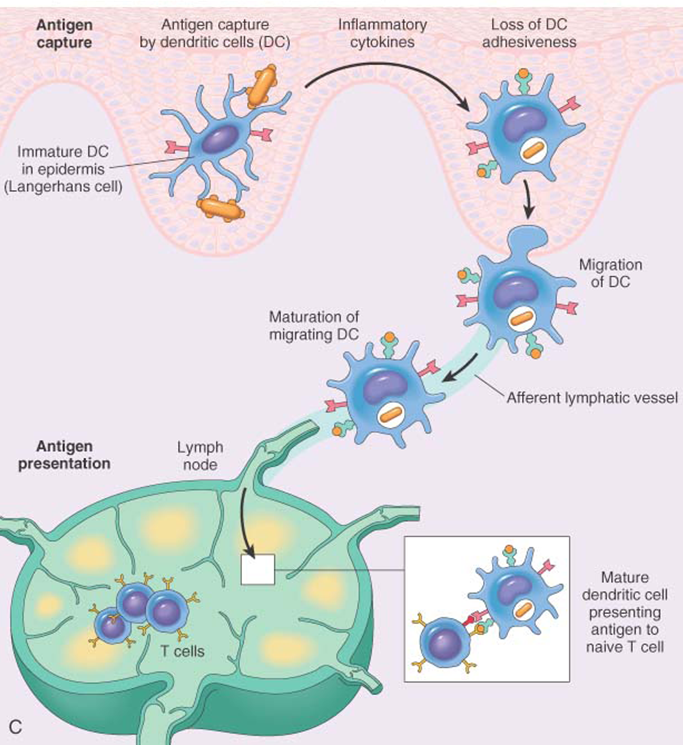 Antigen
capture
Antigen capture
by dendritic cells (DC)
Inflammatory
cytokines
Loss of DC
adhesiveness
Immature DC
in epidermis
(Langerhans cell)
Migration
of DC
Maturation of
migrating DC
Afferent lymphatic vessel
Antigen
presentation
Lymph
node
T cells
Mature
dendritic cell
presenting
antigen to
naive T cell
C